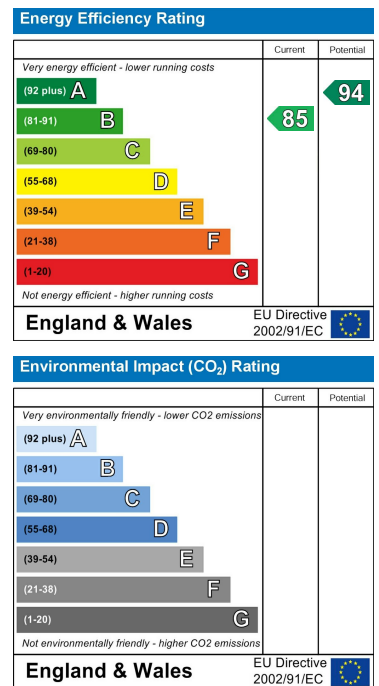 Energy Efficiency Rating
Current Potential
Very energy efficient - lower running costs
(92 plus) A
94
(81-91) B
85
(69-80) C
(55-68) D
(39-54) E
(21-38) F
(1-20) G
Not energy efficient - higher running costs
England & Wales
EU Directive
2002/91/EC
Environmental Impact (CO₂) Rating
Current Potential
Very environmentally friendly - lower CO2 emissions
(92 plus) A
(81-91) B
(69-80) C
(55-68) D
(39-54) E
(21-38) F
(1-20) G
Not environmentally friendly - higher CO2 emissions
England & Wales
EU Directive
2002/91/EC